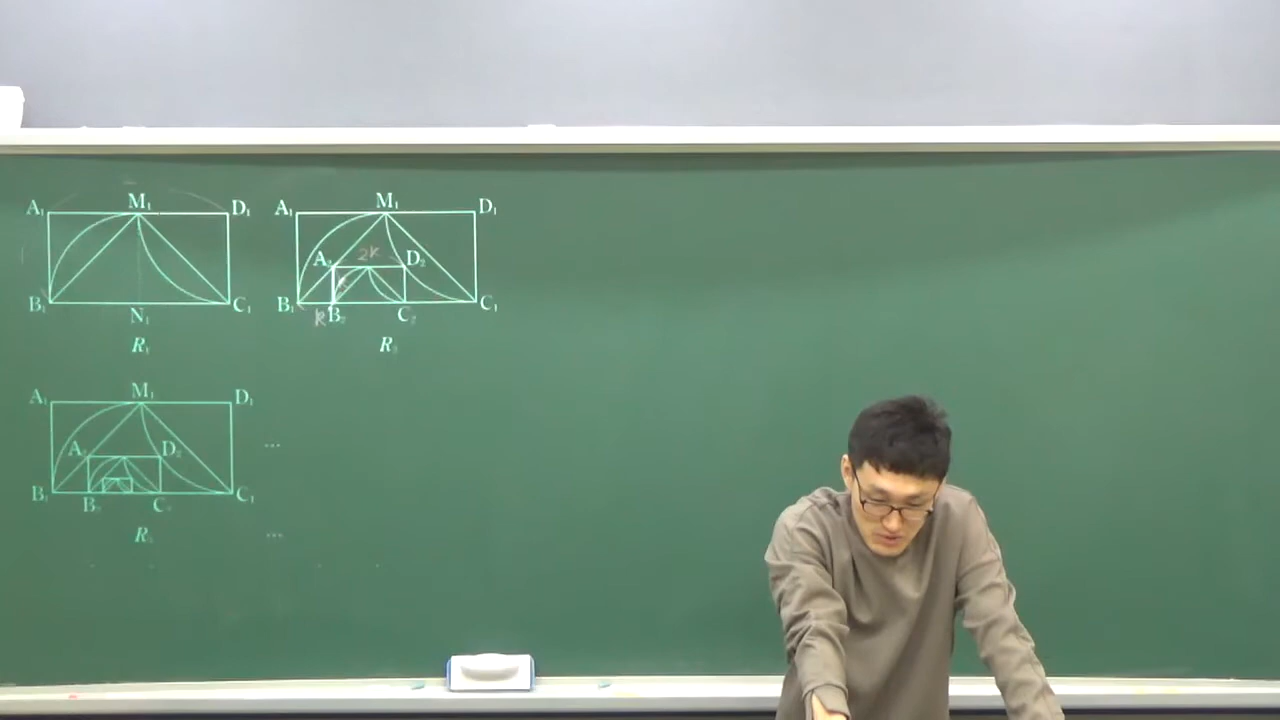 A₁ M₁ D₁
B₁ N₁ C₁
R₁
A₁ M₁ D₁
A₂ 2k D₂
B₁ k B₂ C₂ C₁
R₂
A₁ M₁ D₁
A₂ D₂
B₁ B₂ C₂ C₁
R₃
...
...